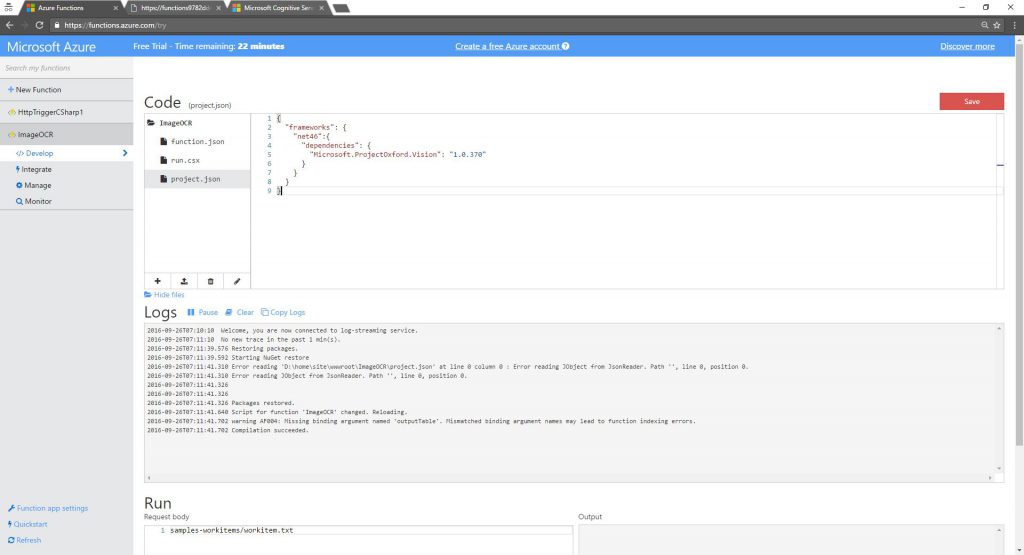 Azure Functions
https://functions9782dd
Microsoft Cognitive Serv
https://functions.azure.com/try
Microsoft Azure
Free Trial - Time remaining: 22 minutes
Create a free Azure account
Discover more
Search my functions
New Function
HttpTriggerCSharp1
ImageOCR
Develop
Integrate
Manage
Monitor
Function app settings
Quickstart
Refresh
Code (project.json)
Save
ImageOCR
function.json
run.csx
project.json
Hide files
1 {
2 "frameworks": {
3 "net46":{
4 "dependencies": {
5 "Microsoft.ProjectOxford.Vision": "1.0.370"
6 }
7 }
8 }
9 }
Logs Pause Clear Copy Logs
2016-09-26T07:10:10 Welcome, you are now connected to log-streaming service.
2016-09-26T07:11:10 No new trace in the past 1 min(s).
2016-09-26T07:11:39.576 Restoring packages.
2016-09-26T07:11:39.592 Starting NuGet restore
2016-09-26T07:11:41.310 Error reading 'D:\home\site\wwwroot\ImageOCR\project.json' at line 0 column 0 : Error reading JObject from JsonReader. Path '', line 0, position 0.
2016-09-26T07:11:41.310 Error reading JObject from JsonReader. Path '', line 0, position 0.
2016-09-26T07:11:41.326
2016-09-26T07:11:41.326
2016-09-26T07:11:41.326 Packages restored.
2016-09-26T07:11:41.640 Script for function 'ImageOCR' changed. Reloading.
2016-09-26T07:11:41.702 warning AF004: Missing binding argument named 'outputTable'. Mismatched binding argument names may lead to function indexing errors.
2016-09-26T07:11:41.702 Compilation succeeded.
Run
Request body
Output
1 samples-workitems/workitem.txt